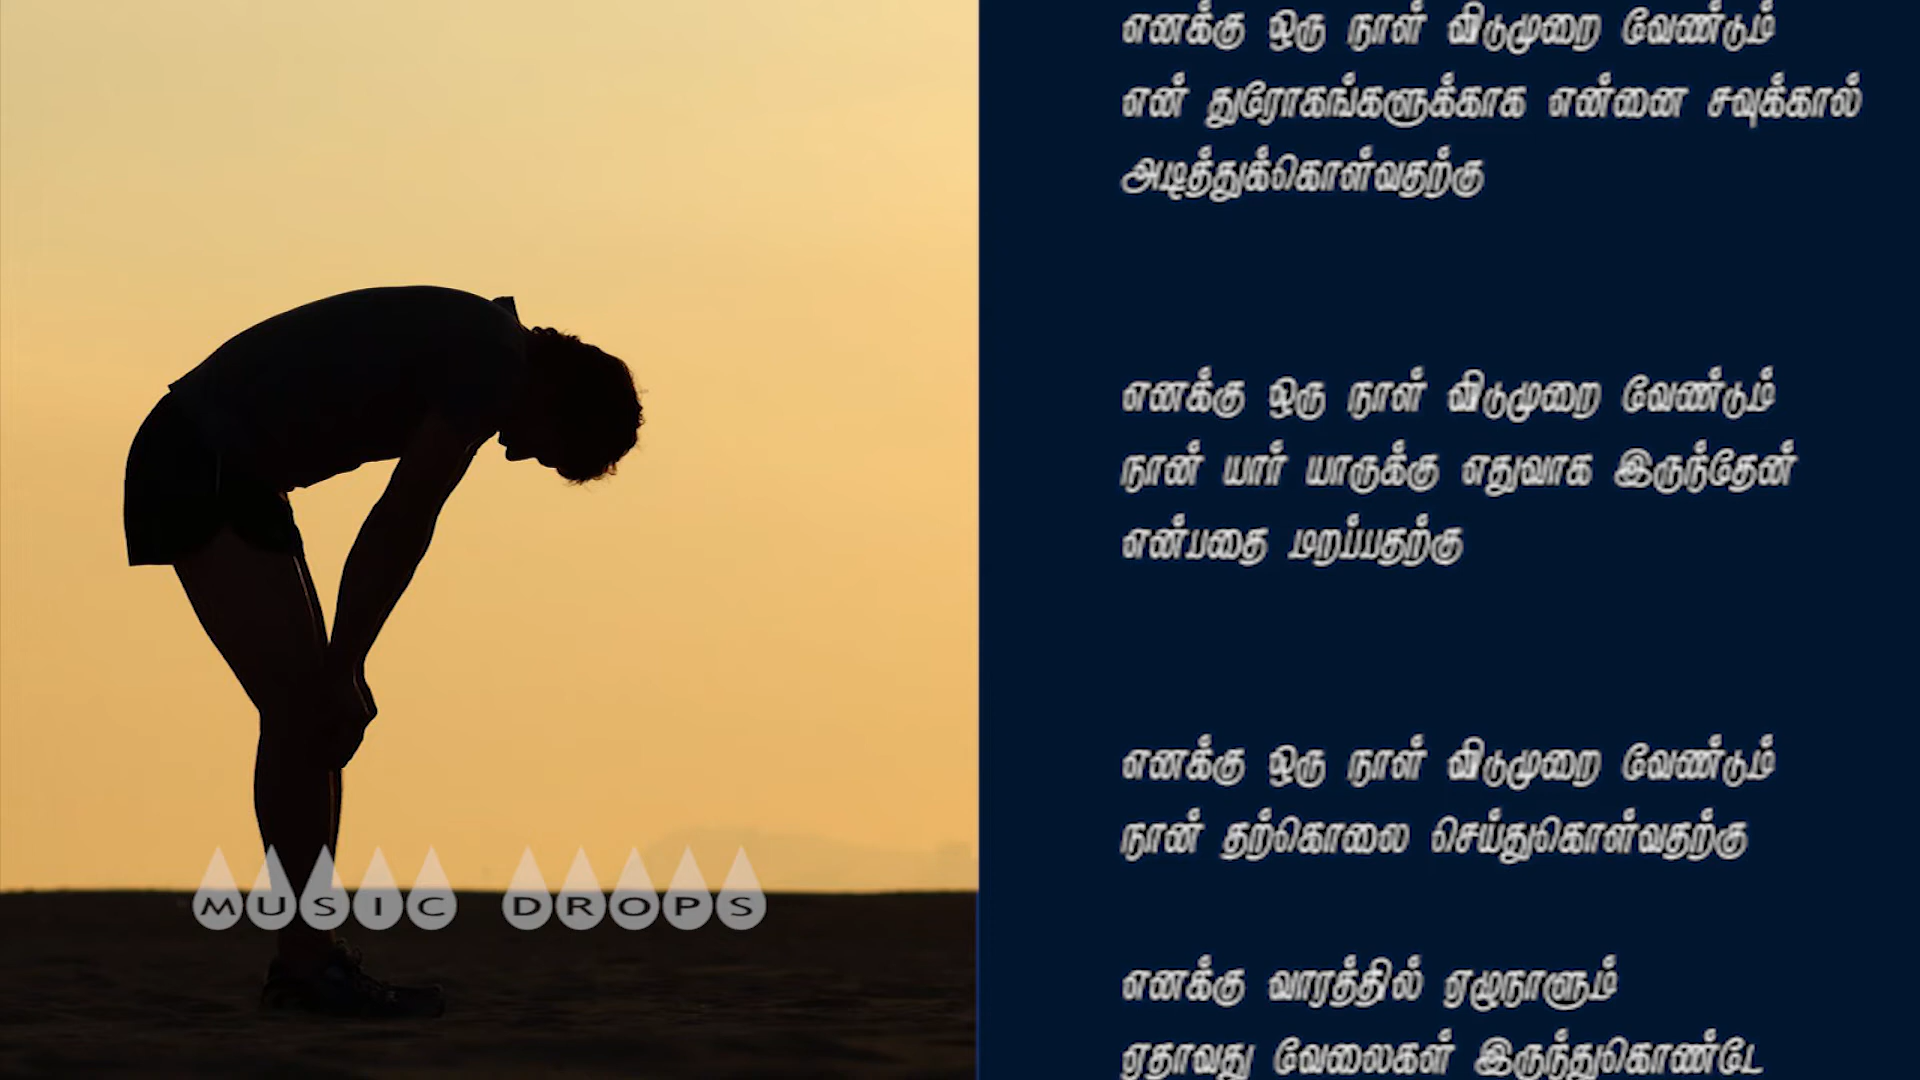 எனக்கு ஒரு நாள் விடுமுறை வேண்டும்
என் துரோகங்களுக்காக என்னை சவுக்கால்
அடித்துக்கொள்வதற்கு
எனக்கு ஒரு நாள் விடுமுறை வேண்டும்
நான் யார் யாருக்கு எதுவாக இருந்தேன்
என்பதை மறப்பதற்கு
எனக்கு ஒரு நாள் விடுமுறை வேண்டும்
நான் தற்கொலை செய்துகொள்வதற்கு
எனக்கு வாரத்தில் ஏழுநாளும்
ஏதாவது வேலைகள் இருந்துகொண்டே
MUSIC DROPS